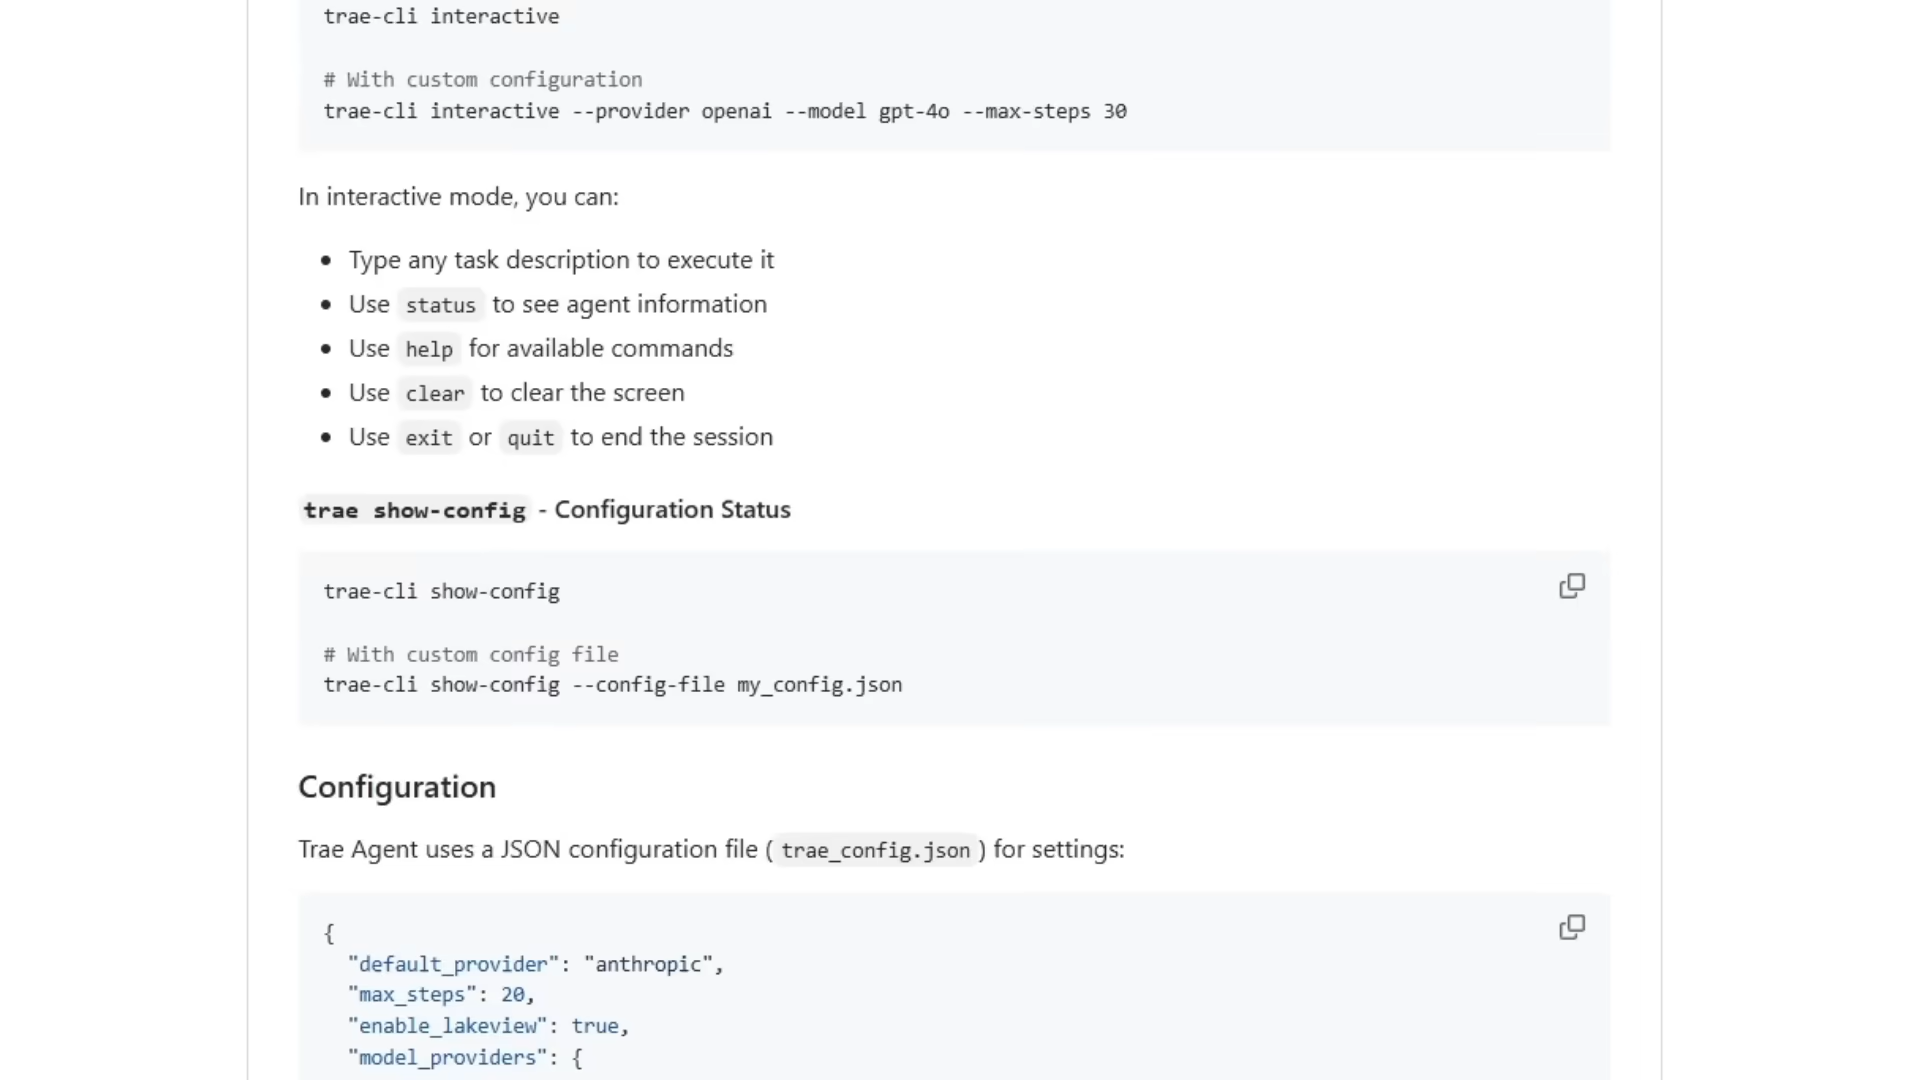 trae-cli interactive
# With custom configuration
trae-cli interactive --provider openai --model gpt-4o --max-steps 30
In interactive mode, you can:
Type any task description to execute it
Use status to see agent information
Use help for available commands
Use clear to clear the screen
Use exit or quit to end the session
trae show-config - Configuration Status
trae-cli show-config
# With custom config file
trae-cli show-config --config-file my_config.json
Configuration
Trae Agent uses a JSON configuration file ( trae_config.json ) for settings:
{
"default_provider": "anthropic",
"max_steps": 20,
"enable_lakeview": true,
"model_providers": {